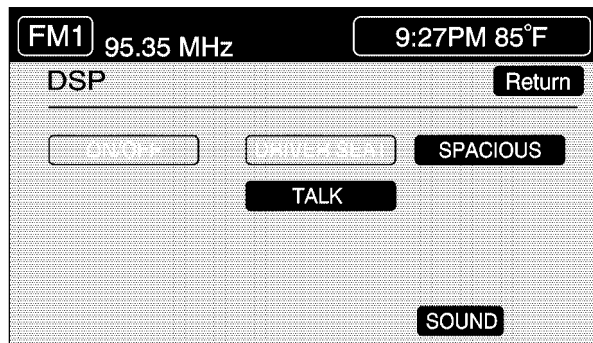 FM1 95.35 MHz 9:27PM 85°F
DSP Return
ON/OFF DRIVER SEAT SPACIOUS
TALK
SOUND